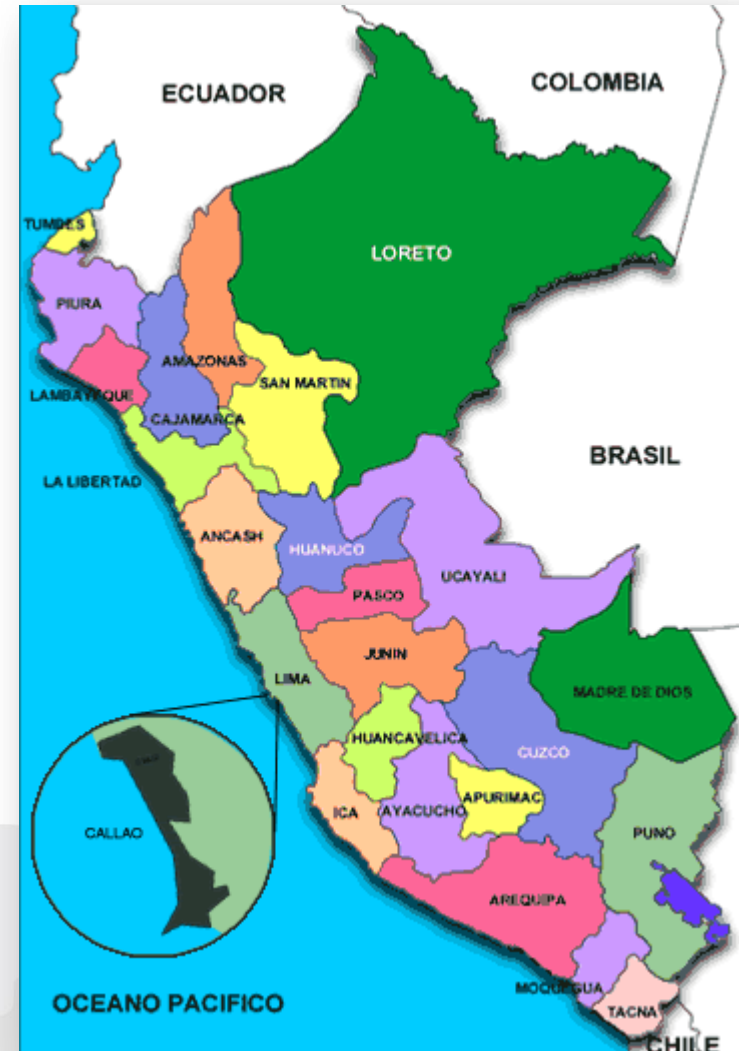 ECUADOR
COLOMBIA
TUMBES
LORETO
PIURA
AMAZONAS
SAN MARTIN
LAMBAYEQUE
CAJAMARCA
BRASIL
LA LIBERTAD
ANCASH
HUANUCO
UCAYALI
PASCO
JUNIN
LIMA
MADRE DE DIOS
HUANCAVELICA
CUZCO
APURIMAC
ICA
AYACUCHO
CALLAO
PUNO
AREQUIPA
MOQUEGUA
OCEANO PACIFICO
TACNA
CHILE